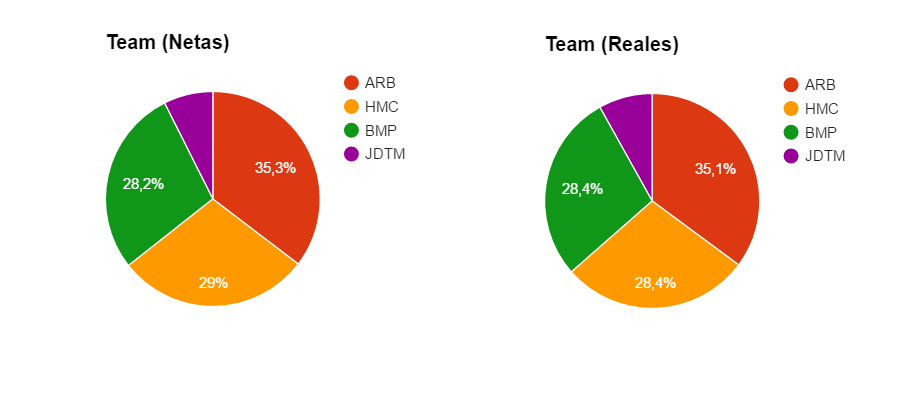 Team (Netas)
ARB
HMC
BMP
JDTM
35,3%
28,2%
29%
Team (Reales)
ARB
HMC
BMP
JDTM
35,1%
28,4%
28,4%